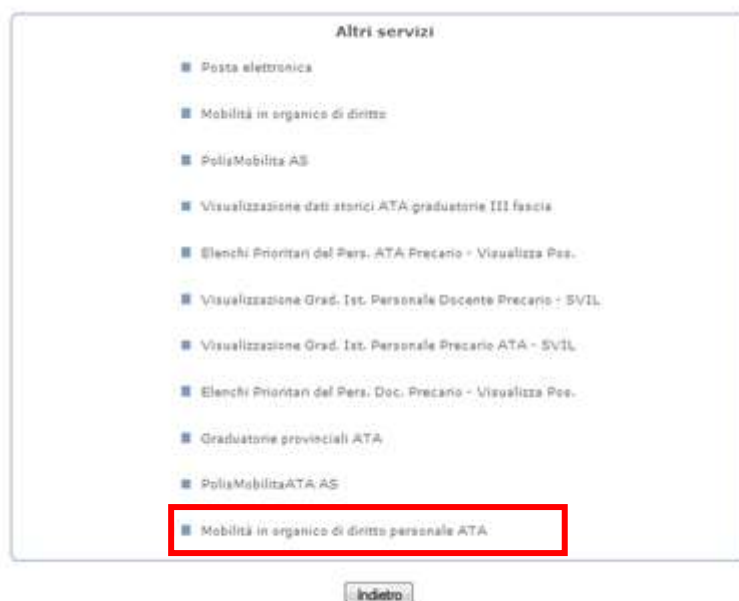 Altri servizi
Posta elettronica
Mobilità in organico di diritto
PolisMobilita AS
Visualizzazione dati storici ATA graduatorie III fascia
Elenchi Prioritari del Pers. ATA Precario - Visualizza Pos.
Visualizzazione Grad. Ist. Personale Docente Precario - SVIL
Visualizzazione Grad. Ist. Personale Precario ATA - SVIL
Elenchi Prioritari del Pers. Doc. Precario - Visualizza Pos.
Graduatorie provinciali ATA
PolisMobilitaATA AS
Mobilità in organico di diritto personale ATA
Indietro